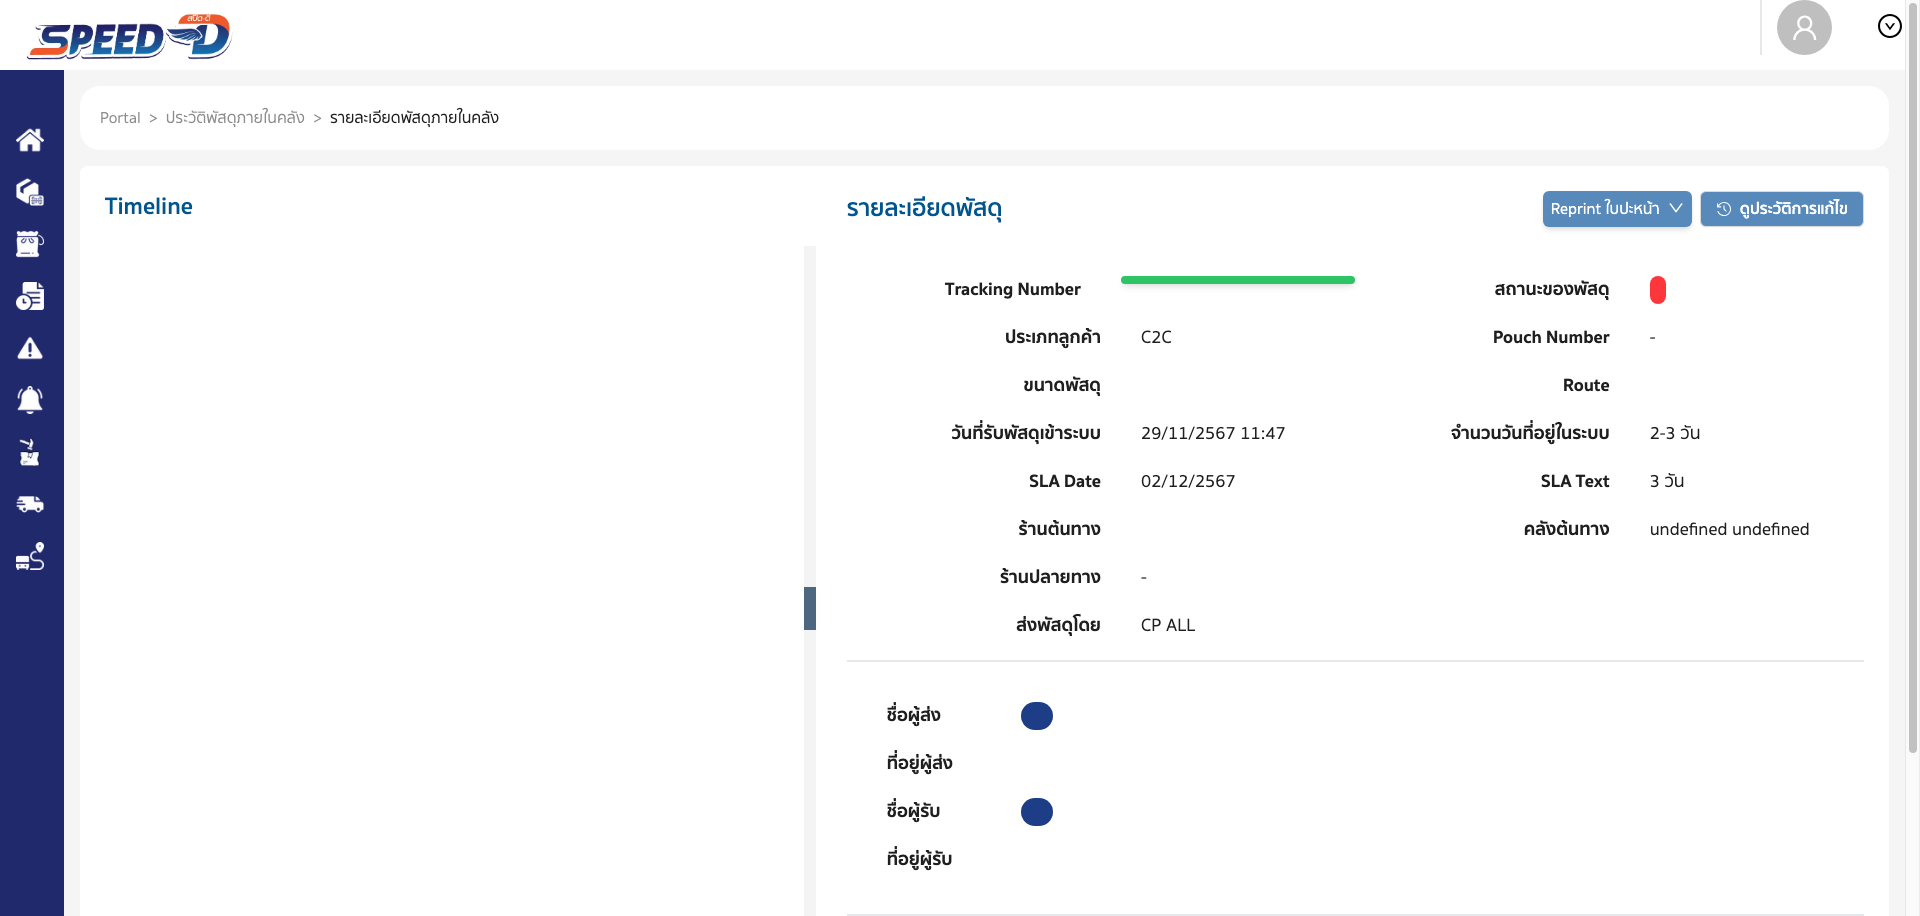 สปีด-ดี
SPEED-D
Portal > ประวัติพัสดุภายในคลัง > รายละเอียดพัสดุภายในคลัง
Timeline
รายละเอียดพัสดุ
Reprint ใบปะหน้า
ดูประวัติการแก้ไข
Tracking Number
สถานะของพัสดุ
ประเภทลูกค้า C2C
Pouch Number -
ขนาดพัสดุ
Route
วันที่รับพัสดุเข้าระบบ 29/11/2567 11:47
จำนวนวันที่อยู่ในระบบ 2-3 วัน
SLA Date 02/12/2567
SLA Text 3 วัน
ร้านต้นทาง
คลังต้นทาง undefined undefined
ร้านปลายทาง -
ส่งพัสดุโดย CP ALL
ชื่อผู้ส่ง
ที่อยู่ผู้ส่ง
ชื่อผู้รับ
ที่อยู่ผู้รับ